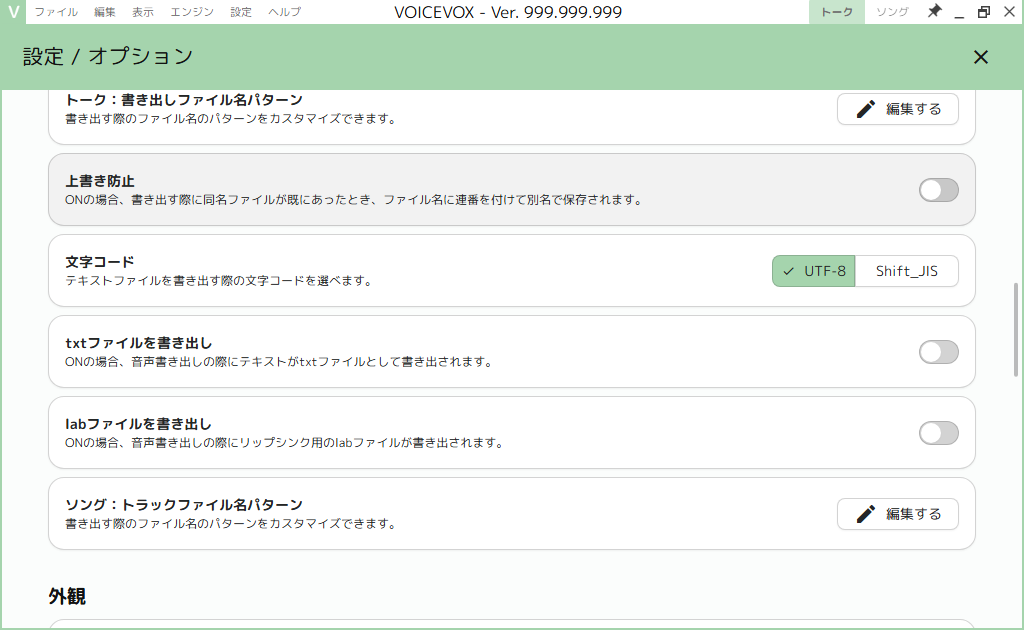 V ファイル 編集 表示 エンジン 設定 ヘルプ VOICEVOX - Ver. 999.999.999 トーク ソング
設定 / オプション
トーク：書き出しファイル名パターン
書き出す際のファイル名のパターンをカスタマイズできます。
編集する
上書き防止
ONの場合、書き出す際に同名ファイルが既にあったとき、ファイル名に連番を付けて別名で保存されます。
文字コード
テキストファイルを書き出す際の文字コードを選べます。
UTF-8 Shift_JIS
txtファイルを書き出し
ONの場合、音声書き出しの際にテキストがtxtファイルとして書き出されます。
labファイルを書き出し
ONの場合、音声書き出しの際にリップシンク用のlabファイルが書き出されます。
ソング：トラックファイル名パターン
書き出す際のファイル名のパターンをカスタマイズできます。
編集する
外観